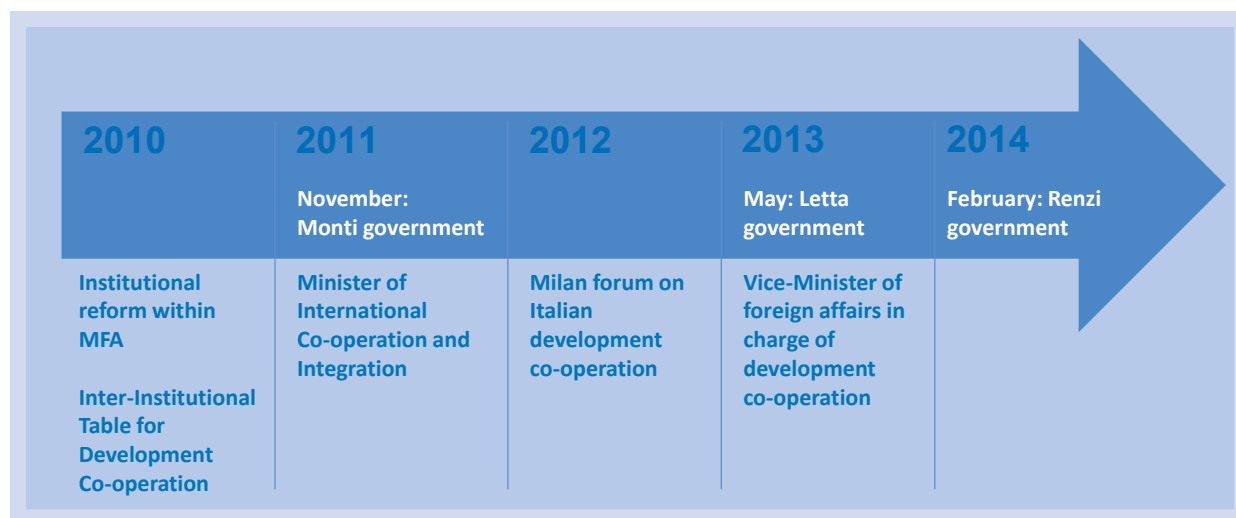 2010
2011
2012
2013
2014
November:
Monti government
May: Letta
government
February: Renzi
government
Institutional
reform within
MFA
Inter-Institutional
Table for
Development
Co-operation
Minister of
International
Co-operation and
Integration
Milan forum on
Italian
development
co-operation
Vice-Minister of
foreign affairs in
charge of
development
co-operation